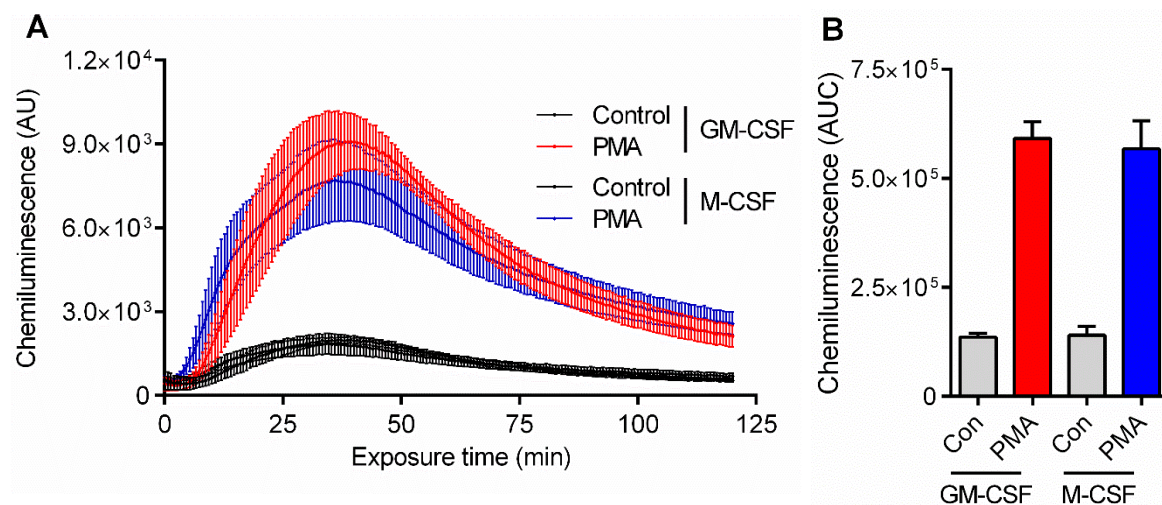 A
Chemiluminescence (AU)
1.2×10⁴
9.0×10³
6.0×10³
3.0×10³
0
0 25 50 75 100 125
Exposure time (min)
Control
PMA
GM-CSF
Control
PMA
M-CSF
B
Chemiluminescence (AUC)
7.5×10⁵
5.0×10⁵
2.5×10⁵
0
Con PMA Con PMA
GM-CSF M-CSF